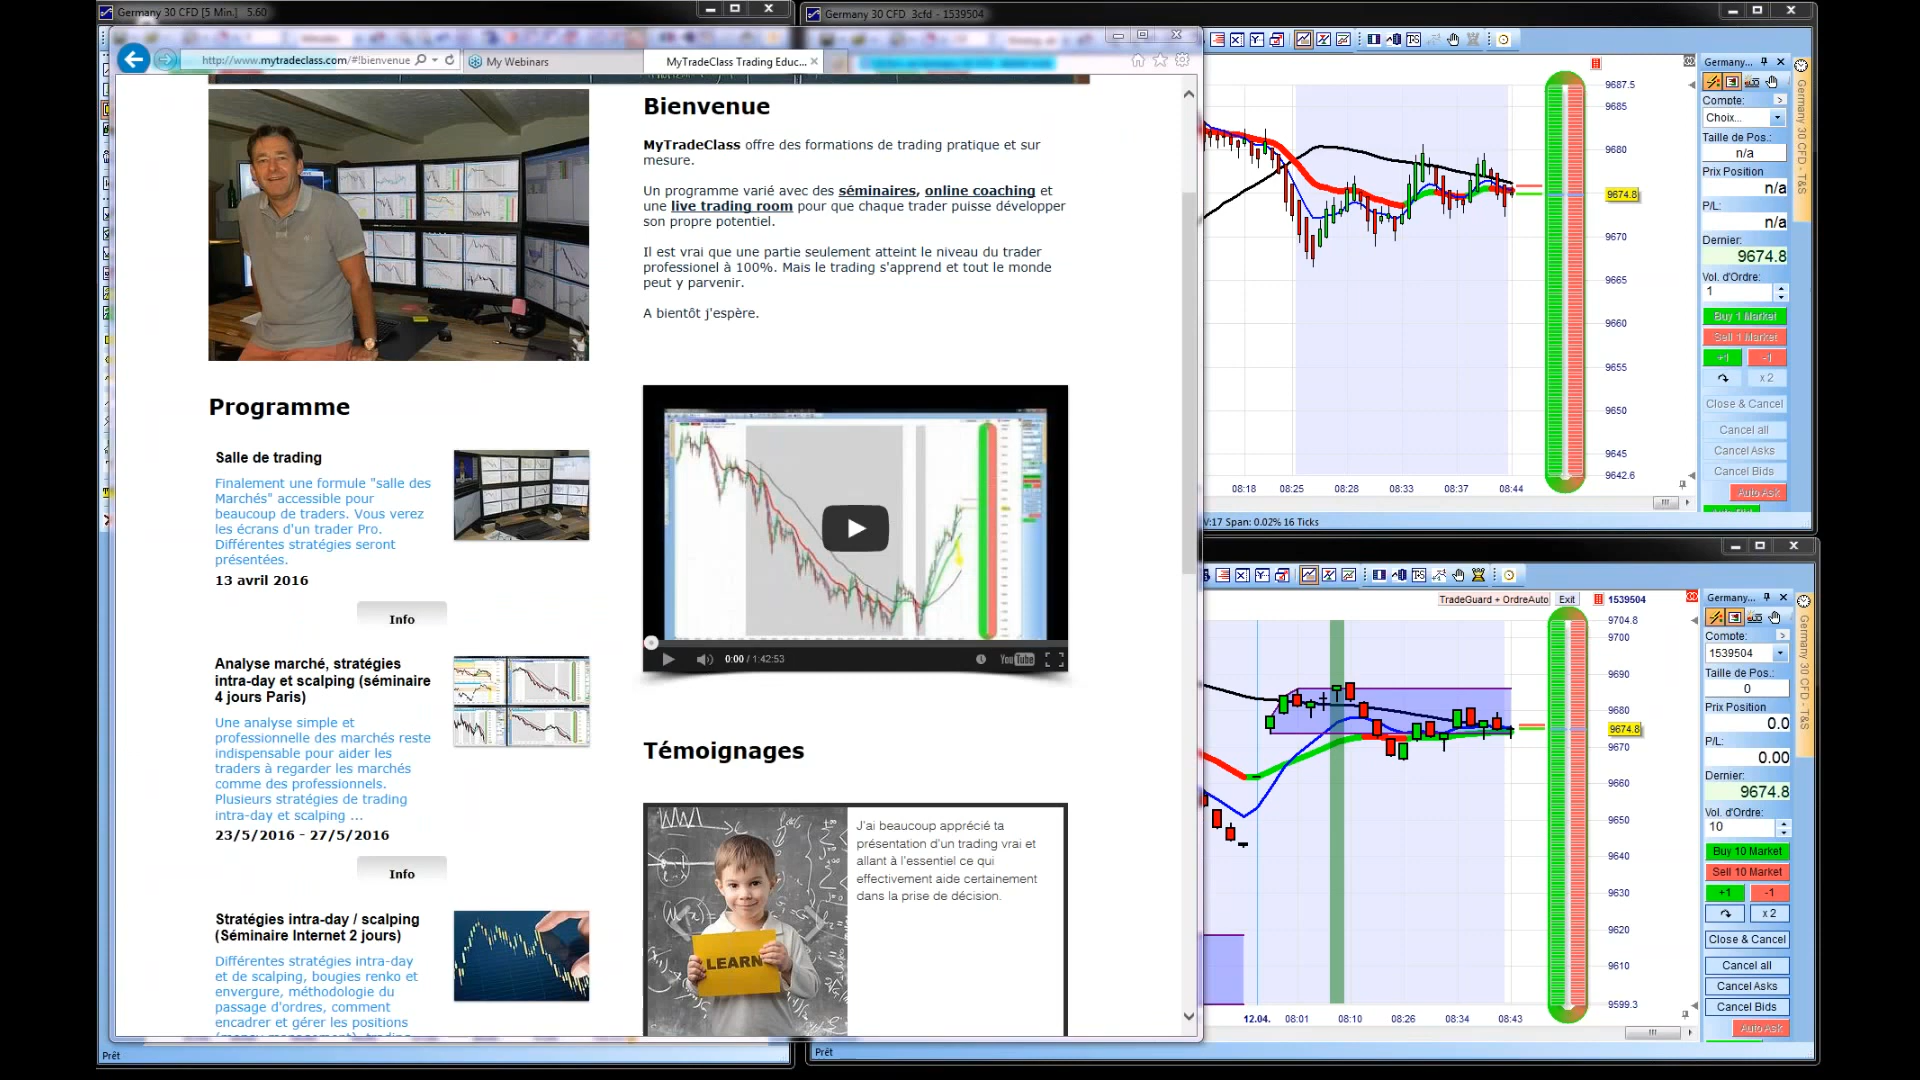 Germany 30 CFD [5 Min.] 5.60
Germany 30 CFD 3cfd - 1539504
http://www.mytradeclass.com/#!bienvenue
My Webinars
MyTradeClass Trading Educ...
Bienvenue
MyTradeClass offre des formations de trading pratique et sur
mesure.
Un programme varié avec des séminaires, online coaching et
une live trading room pour que chaque trader puisse développer
son propre potentiel.
Il est vrai que une partie seulement atteint le niveau du trader
professionel à 100%. Mais le trading s'apprend et tout le monde
peut y parvenir.
A bientôt j'espère.
Programme
Salle de trading
Finalement une formule "salle des
Marchés" accessible pour
beaucoup de traders. Vous verez
les écrans d'un trader Pro.
Différentes stratégies seront
présentées.
13 avril 2016
Info
Analyse marché, stratégies
intra-day et scalping (séminaire
4 jours Paris)
Une analyse simple et
professionnelle des marchés reste
indispensable pour aider les
traders à regarder les marchés
comme des professionnels.
Plusieurs stratégies de trading
intra-day et scalping ...
23/5/2016 - 27/5/2016
Info
Stratégies intra-day / scalping
(Séminaire Internet 2 jours)
Différentes stratégies intra-day
et de scalping, bougies renko et
envergure, méthodologie du
passage d'ordres, comment
encadrer et gérer les positions
0:00 / 1:42:53
YouTube
Témoignages
LEARN
J'ai beaucoup apprécié ta
présentation d'un trading vrai et
allant à l'essentiel ce qui
effectivement aide certainement
dans la prise de décision.
Prêt
9687.5
9685
9680
9674.8
9670
9665
9660
9655
9650
9645
9642.6
08:18 08:25 08:28 08:33 08:37 08:44
V:17 Span: 0.02% 16 Ticks
Germany...
Compte:
Choix...
Taille de Pos.:
n/a
Prix Position
n/a
P/L:
n/a
Dernier:
9674.8
Vol. d'Ordre:
1
Buy 1 Market
Sell 1 Market
+1 -1
x 2
Close & Cancel
Cancel all
Cancel Asks
Cancel Bids
Auto Ask
Germany 30 CFD - T&S
TradeGuard + OrdreAuto Exit
1539504
9704.8
9700
9690
9680
9674.8
9670
9660
9650
9640
9630
9620
9610
9599.3
12.04. 08:01 08:10 08:26 08:34 08:43
Germany...
Compte:
1539504
Taille de Pos.:
0
Prix Position
0.0
P/L:
0.00
Dernier:
9674.8
Vol. d'Ordre:
10
Buy 10 Market
Sell 10 Market
+1 -1
x 2
Close & Cancel
Cancel all
Cancel Asks
Cancel Bids
Auto Ask
Germany 30 CFD - T&S
Prêt